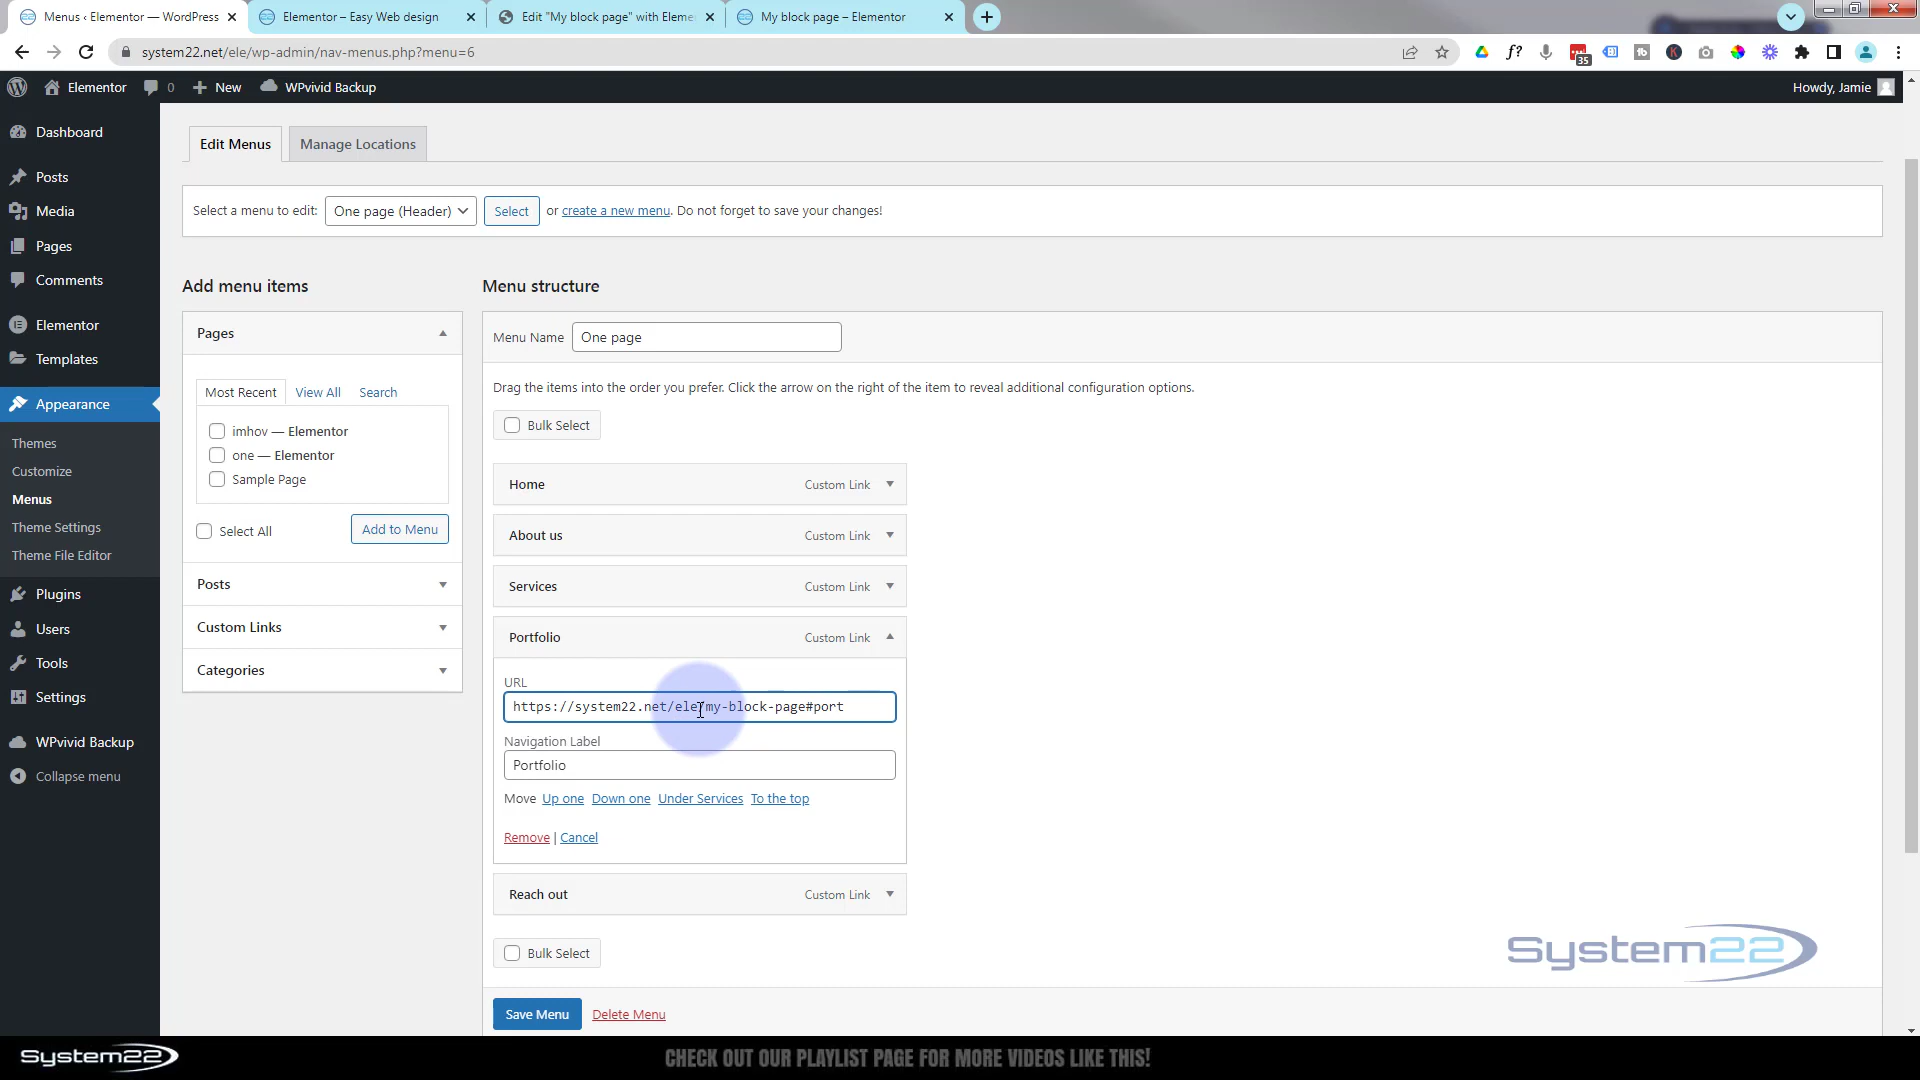 Menus ‹ Elementor — WordPress
Elementor – Easy Web design
Edit "My block page" with Eleme
My block page – Elementor
system22.net/ele/wp-admin/nav-menus.php?menu=6
f?
35
Elementor
0
New
WPvivid Backup
Howdy, Jamie
Dashboard
Posts
Media
Pages
Comments
Elementor
Templates
Appearance
Themes
Customize
Menus
Theme Settings
Theme File Editor
Plugins
Users
Tools
Settings
WPvivid Backup
Collapse menu
Edit Menus
Manage Locations
Select a menu to edit: One page (Header) Select or create a new menu. Do not forget to save your changes!
Add menu items
Pages
Most Recent View All Search
imhov — Elementor
one — Elementor
Sample Page
Select All
Add to Menu
Posts
Custom Links
Categories
Menu structure
Menu Name One page
Drag the items into the order you prefer. Click the arrow on the right of the item to reveal additional configuration options.
Bulk Select
Home Custom Link
About us Custom Link
Services Custom Link
Portfolio Custom Link
URL
https://system22.net/ele/my-block-page#port
Navigation Label
Portfolio
Move Up one Down one Under Services To the top
Remove | Cancel
Reach out Custom Link
Bulk Select
Save Menu Delete Menu
System22
System22
CHECK OUT OUR PLAYLIST PAGE FOR MORE VIDEOS LIKE THIS!